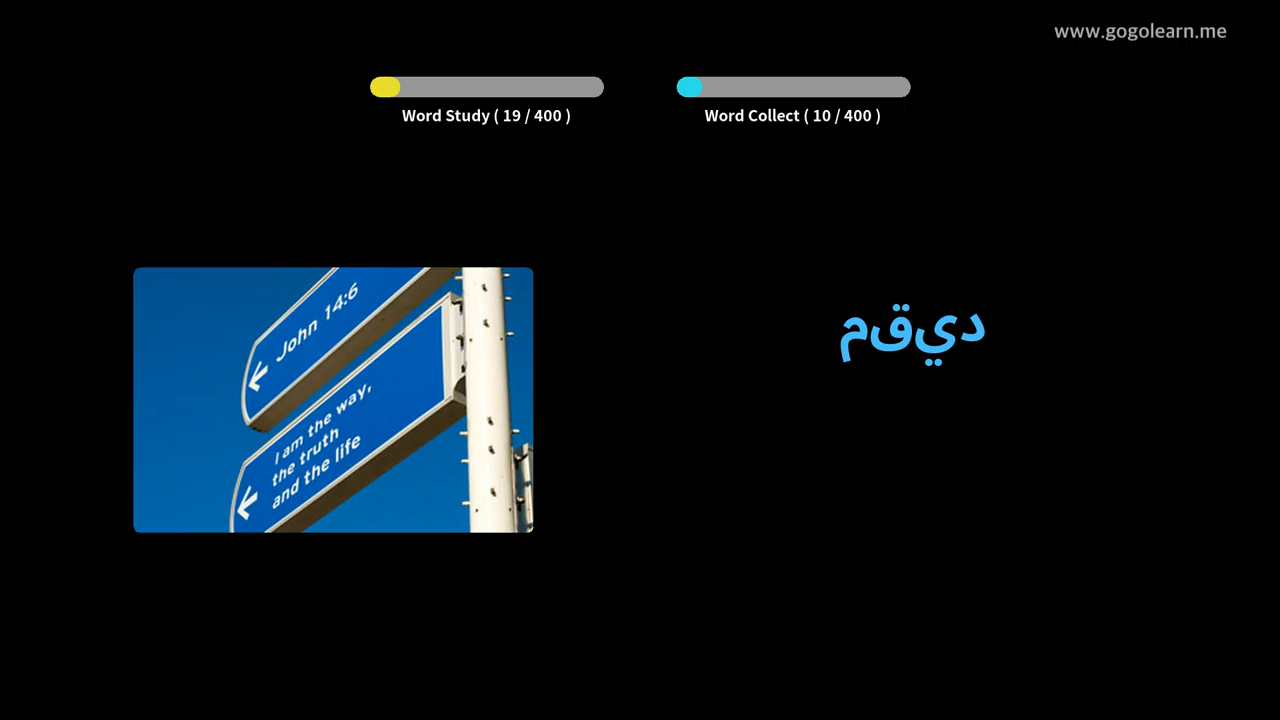 www.gogolearn.me
Word Study ( 19 / 400 )
Word Collect ( 10 / 400 )
John 14:6
I am the way,
the truth
and the life
ديقم